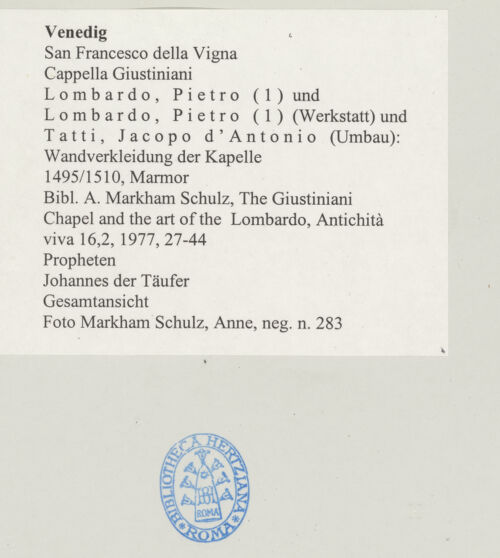 Venedig
San Francesco della Vigna
Cappella Giustiniani
Lombardo, Pietro (1) und
Lombardo, Pietro (1) (Werkstatt) und
Tatti, Jacopo d'Antonio (Umbau):
Wandverkleidung der Kapelle
1495/1510, Marmor
Bibl. A. Markham Schulz, The Giustiniani
Chapel and the art of the Lombardo, Antichità
viva 16,2, 1977, 27-44
Propheten
Johannes der Täufer
Gesamtansicht
Foto Markham Schulz, Anne, neg. n. 283
BIBLIOTHECA HERTZIANA
BH
ROMA
* ROMA *